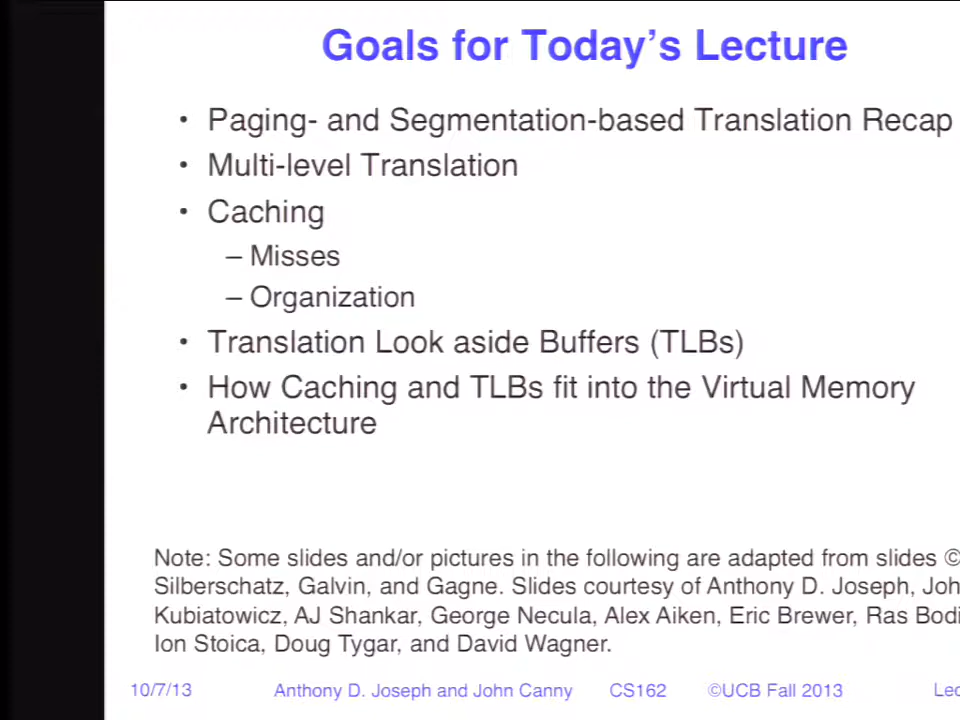 Goals for Today's Lecture
• Paging- and Segmentation-based Translation Recap
• Multi-level Translation
• Caching
– Misses
– Organization
• Translation Look aside Buffers (TLBs)
• How Caching and TLBs fit into the Virtual Memory
Architecture
Note: Some slides and/or pictures in the following are adapted from slides ©
Silberschatz, Galvin, and Gagne. Slides courtesy of Anthony D. Joseph, Joh
Kubiatowicz, AJ Shankar, George Necula, Alex Aiken, Eric Brewer, Ras Bodi
Ion Stoica, Doug Tygar, and David Wagner.
10/7/13 Anthony D. Joseph and John Canny CS162 ©UCB Fall 2013 Lec